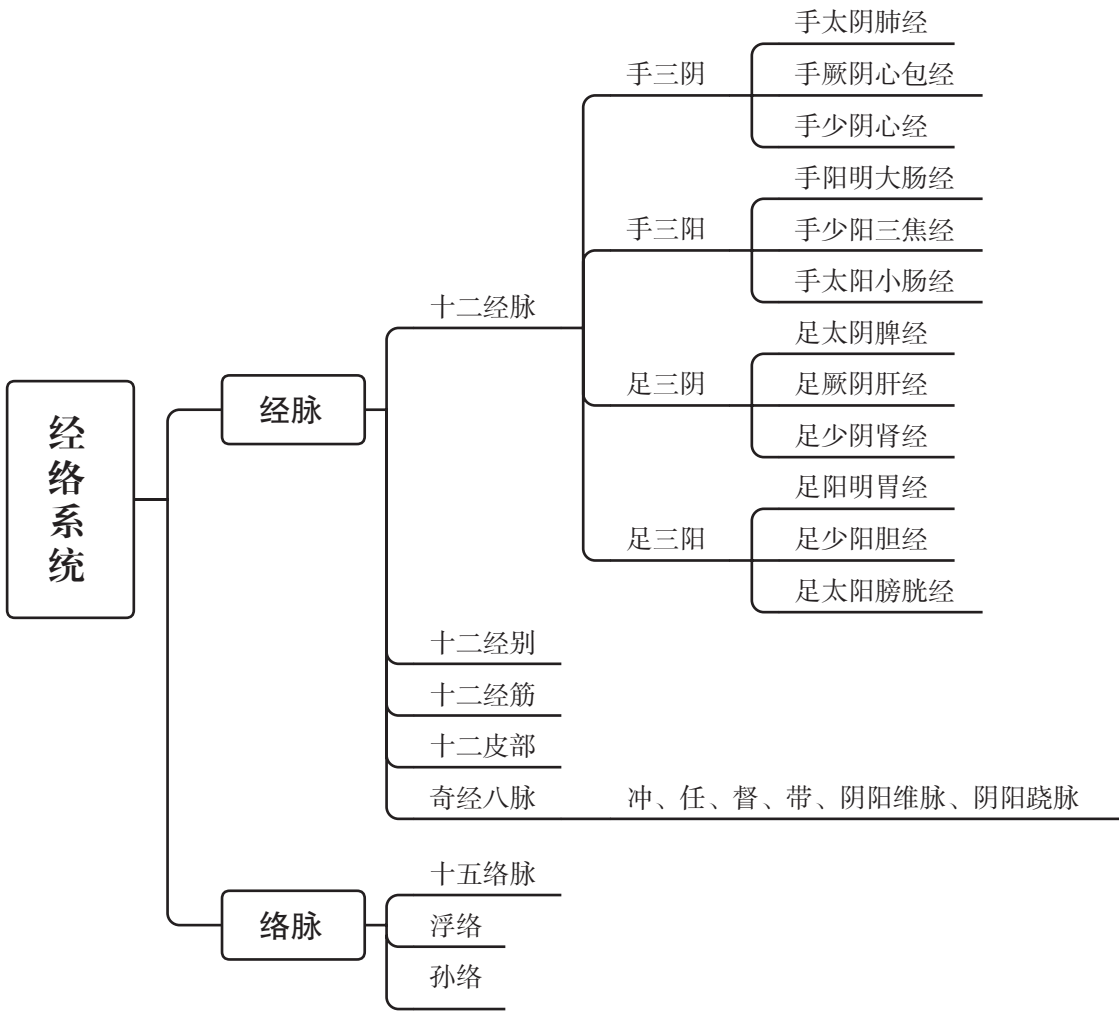 经络系统
经脉
十二经脉
手三阴
手太阴肺经
手厥阴心包经
手少阴心经
手三阳
手阳明大肠经
手少阳三焦经
手太阳小肠经
足三阴
足太阴脾经
足厥阴肝经
足少阴肾经
足三阳
足阳明胃经
足少阳胆经
足太阳膀胱经
十二经别
十二经筋
十二皮部
奇经八脉
冲、任、督、带、阴阳维脉、阴阳跷脉
络脉
十五络脉
浮络
孙络